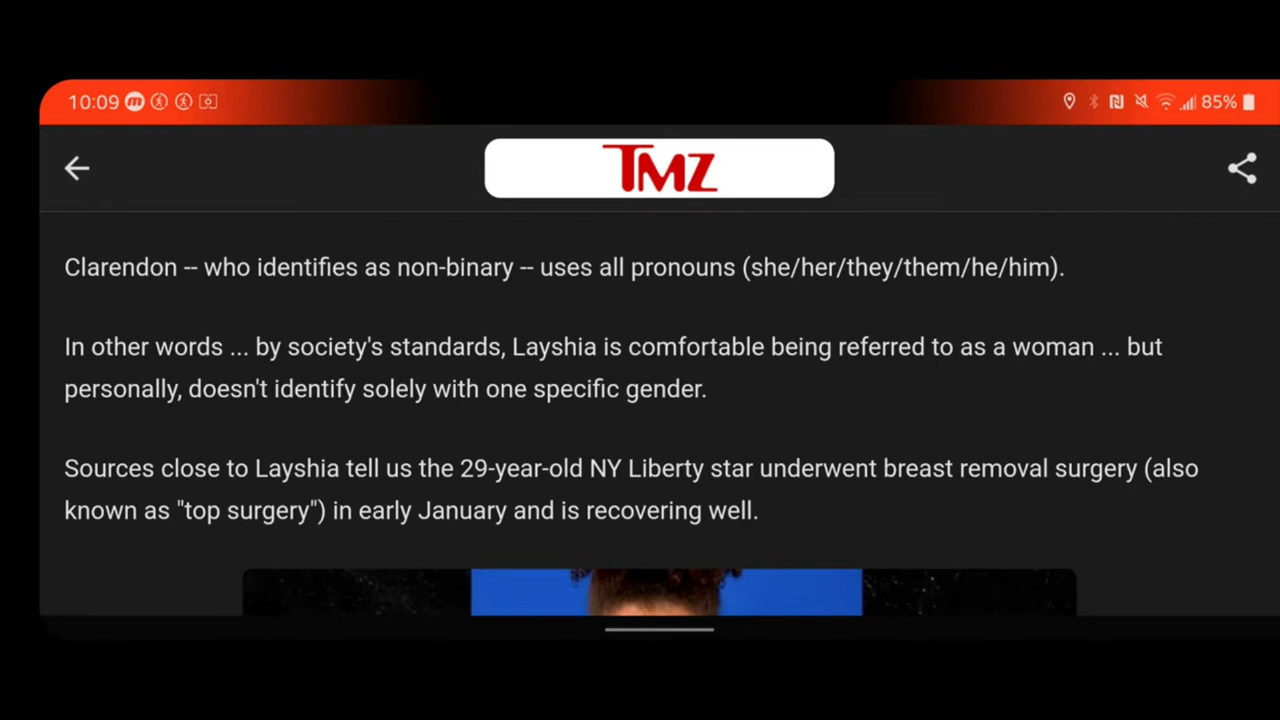 10:09
85%
TMZ
Clarendon -- who identifies as non-binary -- uses all pronouns (she/her/they/them/he/him).
In other words ... by society's standards, Layshia is comfortable being referred to as a woman ... but
personally, doesn't identify solely with one specific gender.
Sources close to Layshia tell us the 29-year-old NY Liberty star underwent breast removal surgery (also
known as "top surgery") in early January and is recovering well.